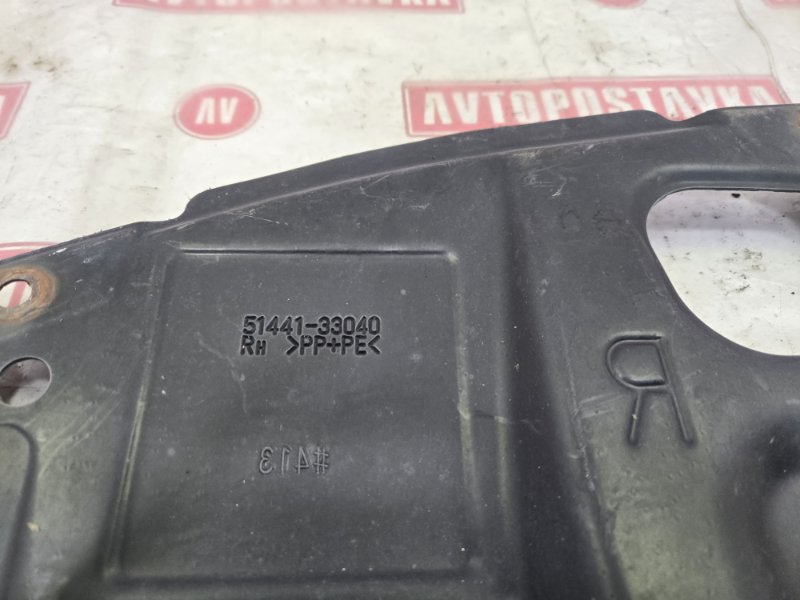 AVTOPOSTAVKA
AV
AVTOPOSTAVKA
51441-33040
RH >PP+PE<
R
#413